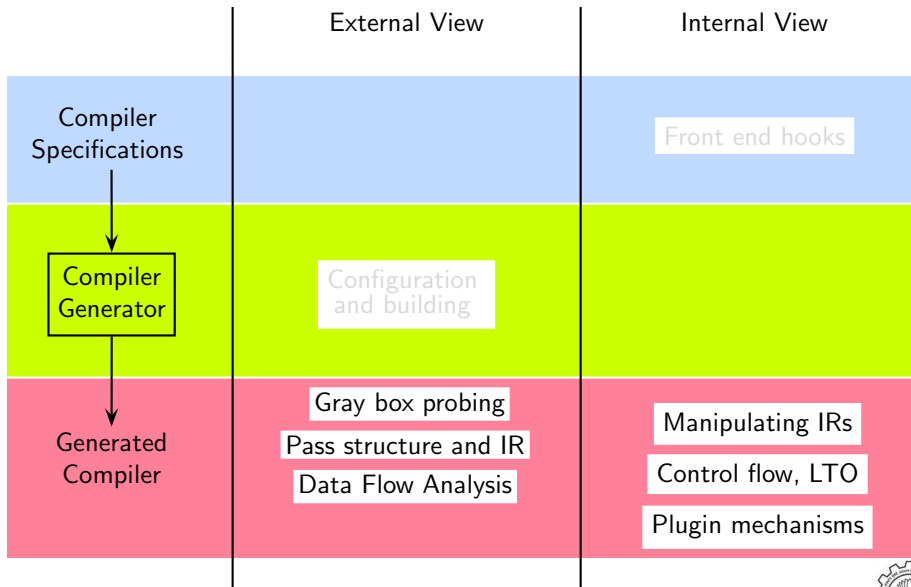 External View
Internal View
Compiler
Specifications
Front end hooks
Compiler
Generator
Configuration
and building
Generated
Compiler
Gray box probing
Pass structure and IR
Data Flow Analysis
Manipulating IRs
Control flow, LTO
Plugin mechanisms